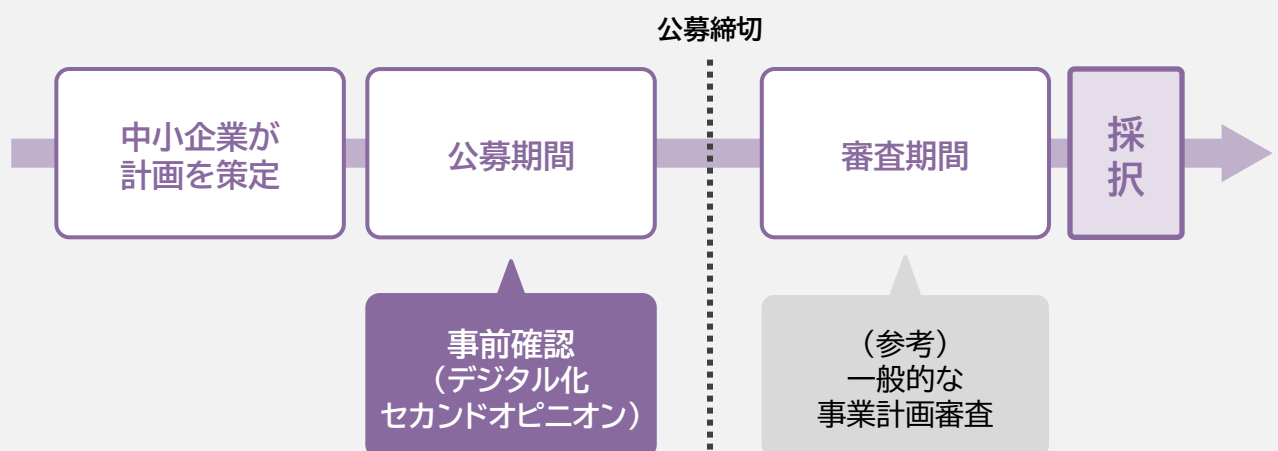 公募締切
中小企業が
計画を策定
公募期間
審査期間
採
択
事前確認
（デジタル化
セカンドオピニオン）
（参考）
一般的な
事業計画審査